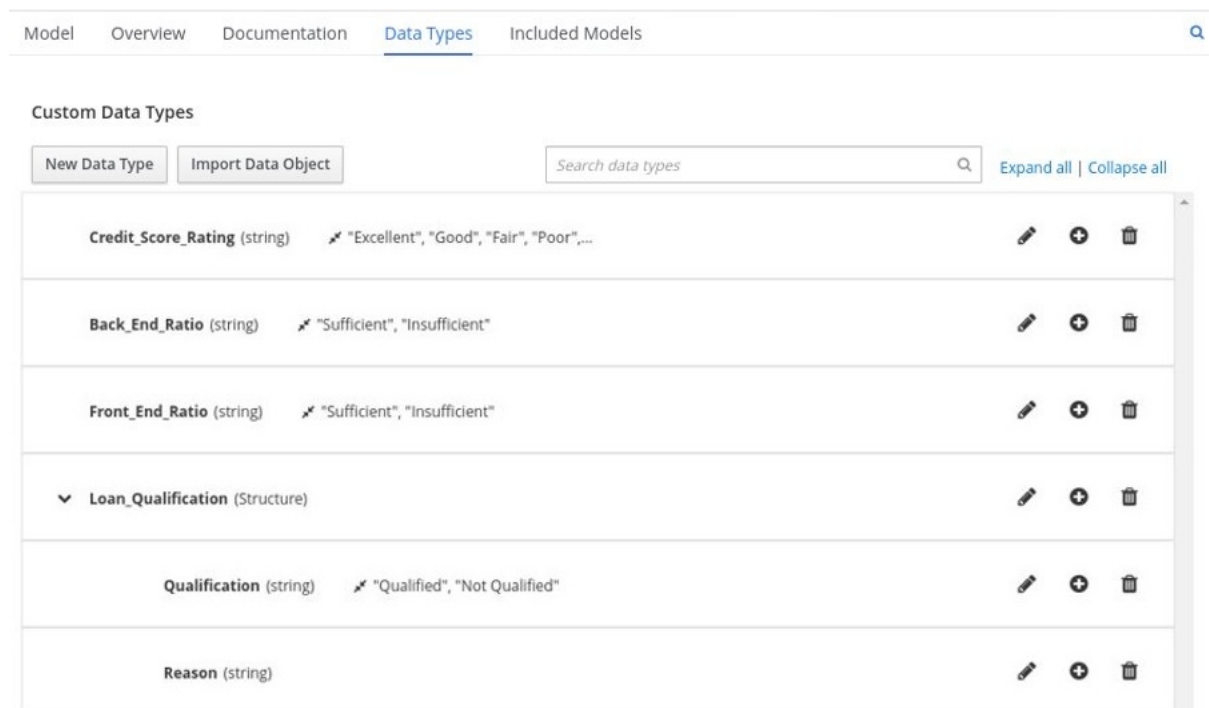 Model Overview Documentation Data Types Included Models
Custom Data Types
New Data Type Import Data Object Search data types Expand all | Collapse all
Credit_Score_Rating (string) "Excellent", "Good", "Fair", "Poor",...
Back_End_Ratio (string) "Sufficient", "Insufficient"
Front_End_Ratio (string) "Sufficient", "Insufficient"
Loan_Qualification (Structure)
Qualification (string) "Qualified", "Not Qualified"
Reason (string)